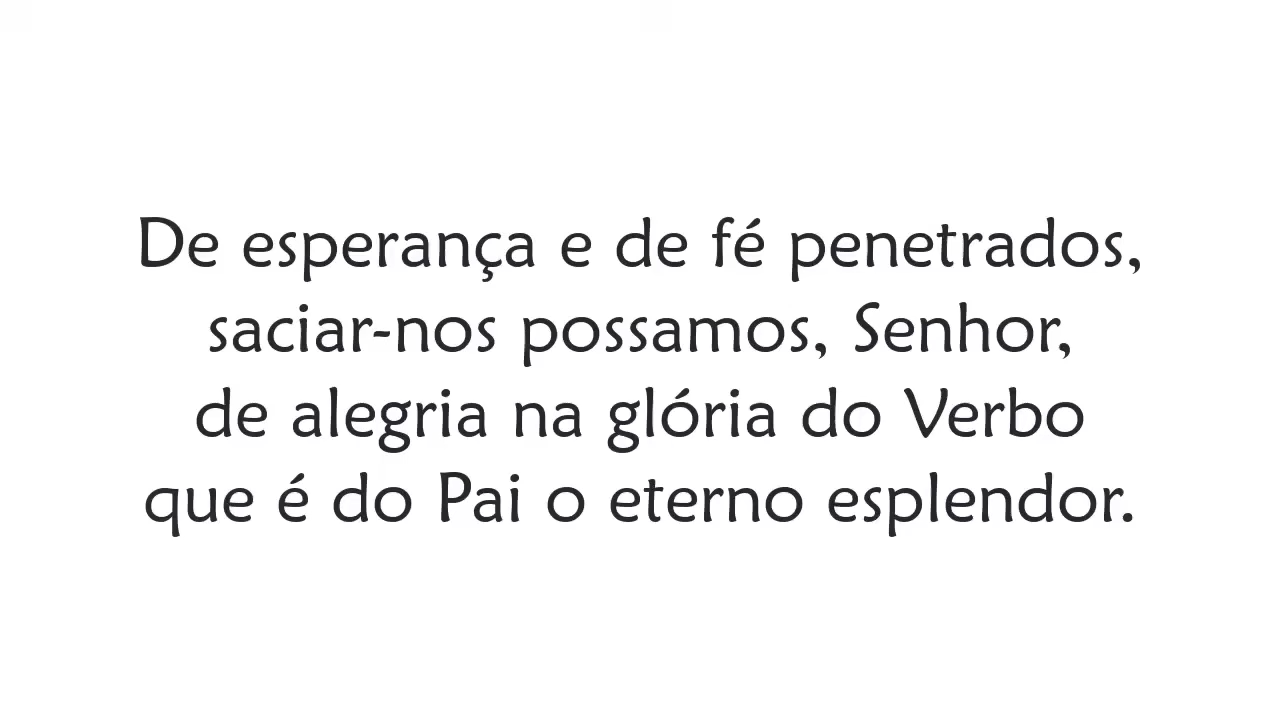 De esperança e de fé penetrados,
saciar-nos possamos, Senhor,
de alegria na glória do Verbo
que é do Pai o eterno esplendor.